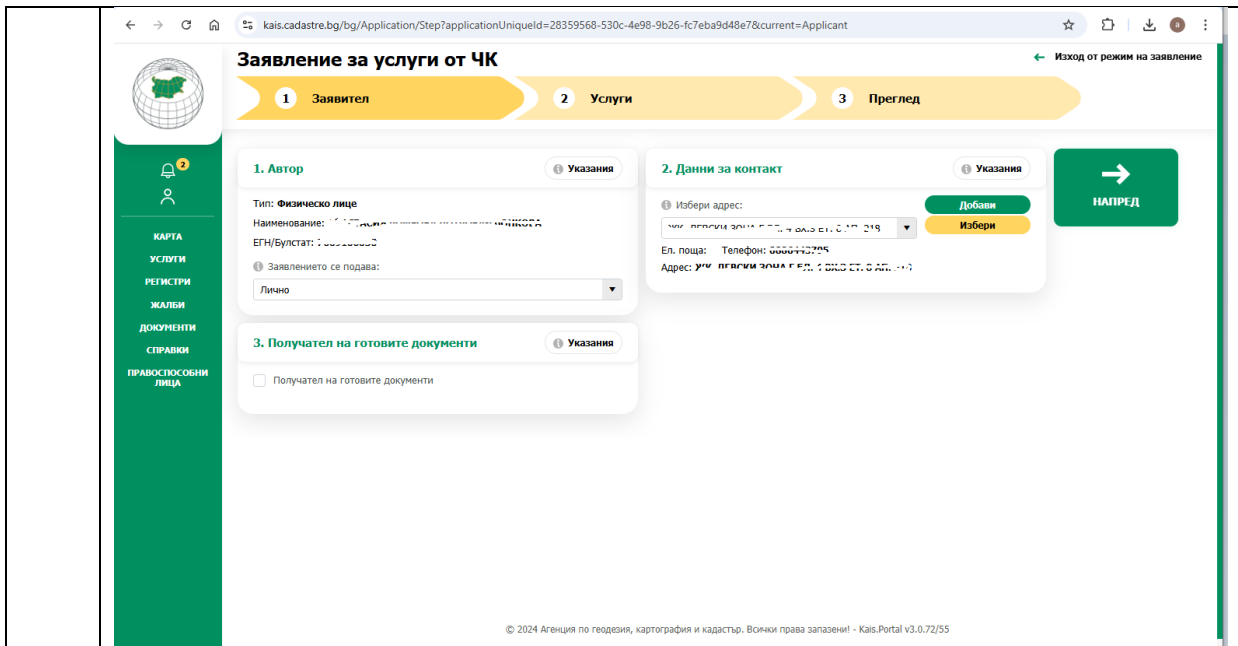 kais.cadastre.bg/bg/Application/Step?applicationUniqueId=28359568-530c-4e98-9b26-fc7eba9d48e7&current=Applicant
a
Заявление за услуги от ЧК
Изход от режим на заявление
1 Заявител
2 Услуги
3 Преглед
2
КАРТА
УСЛУГИ
РЕГИСТРИ
ЖАЛБИ
ДОКУМЕНТИ
СПРАВКИ
ПРАВОСПОСОБНИ
ЛИЦА
1. Автор
Указания
Тип: Физическо лице
Наименование:
ЕГН/Булстат:
Заявлението се подава:
Лично
2. Данни за контакт
Указания
Избери адрес:
Добави
Избери
Ел. поща: Телефон:
Адрес:
НАПРЕД
3. Получател на готовите документи
Указания
Получател на готовите документи
© 2024 Агенция по геодезия, картография и кадастър. Всички права запазени! - Kais.Portal v3.0.72/55